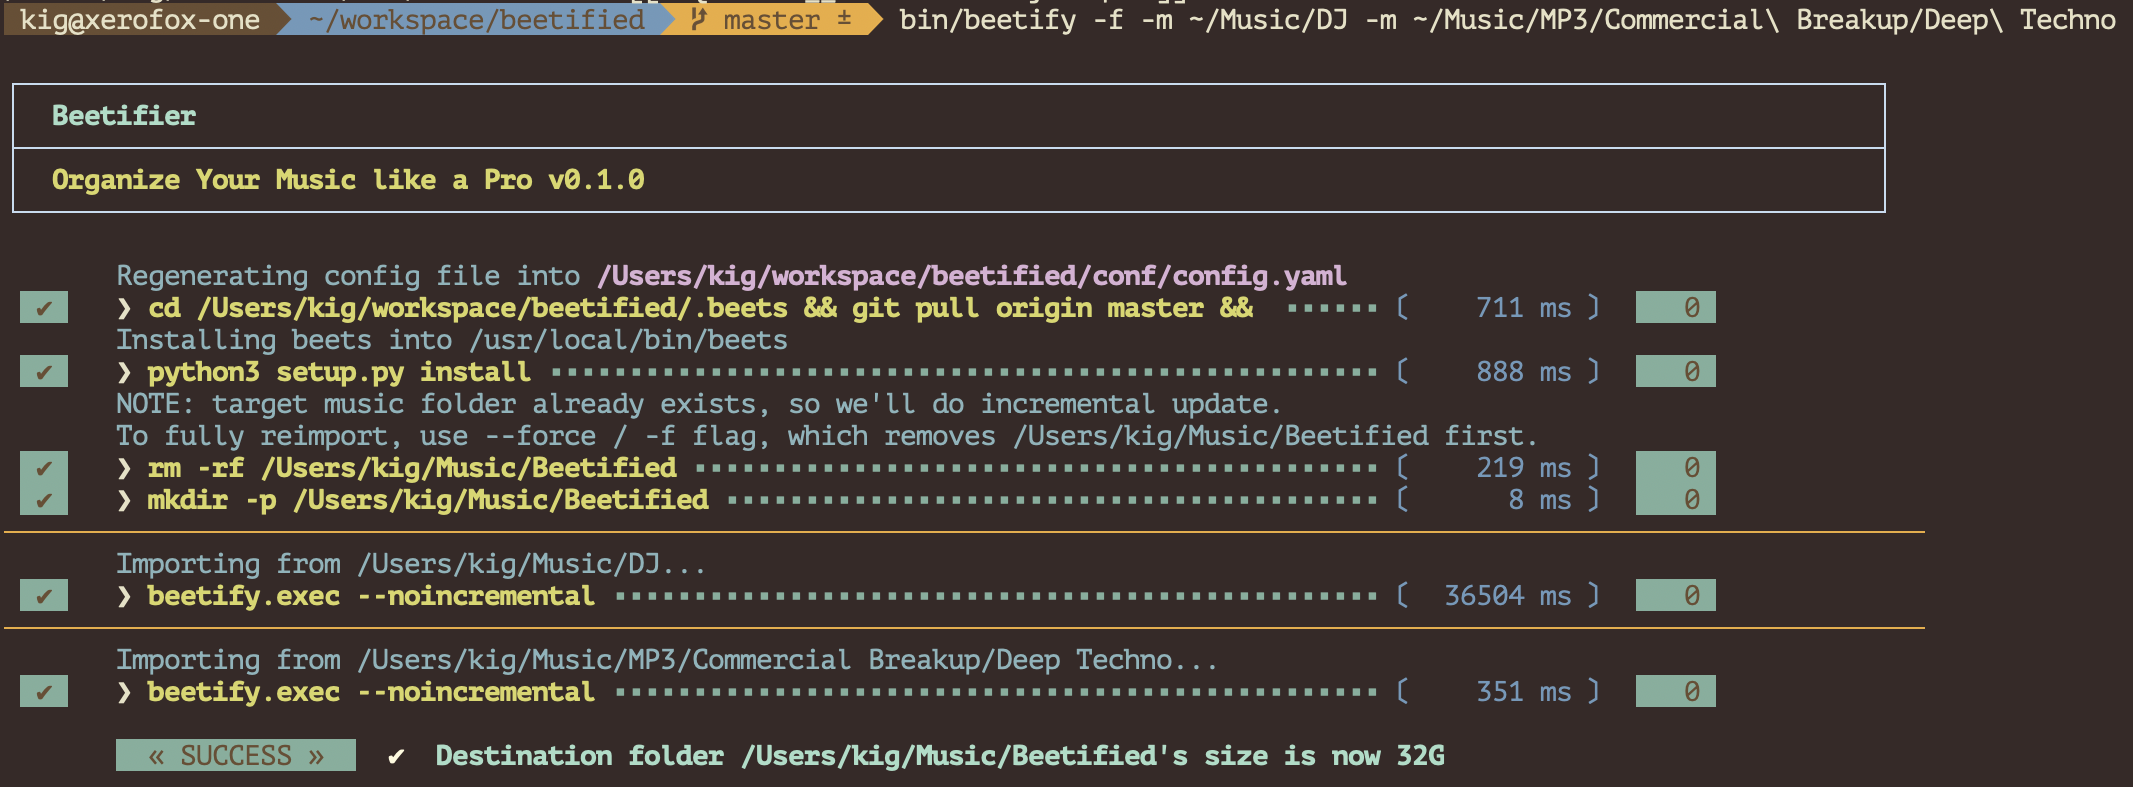 kig@xerofox-one ~/workspace/beetified master ± bin/beetify -f -m ~/Music/DJ -m ~/Music/MP3/Commercial\ Breakup/Deep\ Techno
Beetifier
Organize Your Music like a Pro v0.1.0
Regenerating config file into /Users/kig/workspace/beetified/conf/config.yaml
✔ ❯ cd /Users/kig/workspace/beetified/.beets && git pull origin master && ······ 〔 711 ms 〕 0
Installing beets into /usr/local/bin/beets
✔ ❯ python3 setup.py install ···················································· 〔 888 ms 〕 0
NOTE: target music folder already exists, so we'll do incremental update.
To fully reimport, use --force / -f flag, which removes /Users/kig/Music/Beetified first.
✔ ❯ rm -rf /Users/kig/Music/Beetified ··········································· 〔 219 ms 〕 0
✔ ❯ mkdir -p /Users/kig/Music/Beetified ········································· 〔 8 ms 〕 0
Importing from /Users/kig/Music/DJ...
✔ ❯ beetify.exec --noincremental ················································ 〔 36504 ms 〕 0
Importing from /Users/kig/Music/MP3/Commercial Breakup/Deep Techno...
✔ ❯ beetify.exec --noincremental ················································ 〔 351 ms 〕 0
« SUCCESS » ✔ Destination folder /Users/kig/Music/Beetified's size is now 32G